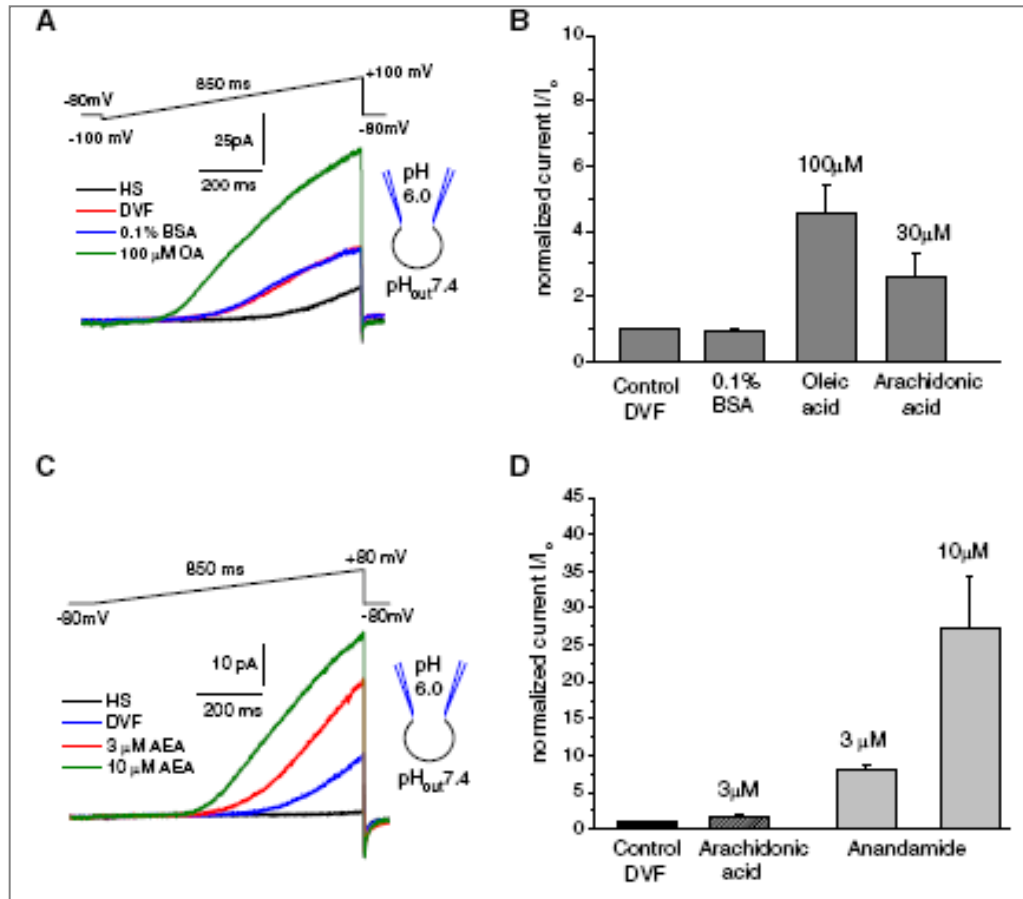 A
850 ms
+100 mV
-80mV
-100 mV
-80mV
25pA
200 ms
HS
DVF
0.1% BSA
100 μM OA
pH
6.0
pHout7.4
B
normalized current I/Io
10
8
6
4
2
0
100μM
30μM
Control
DVF
0.1%
BSA
Oleic
acid
Arachidonic
acid
C
850 ms
+80 mV
-80mV
-80mV
10 pA
200 ms
HS
DVF
3 μM AEA
10 μM AEA
pH
6.0
pHout7.4
D
normalized current I/Io
45
40
35
30
25
20
15
10
5
0
3μM
3 μM
10μM
Control
DVF
Arachidonic
acid
Anandamide